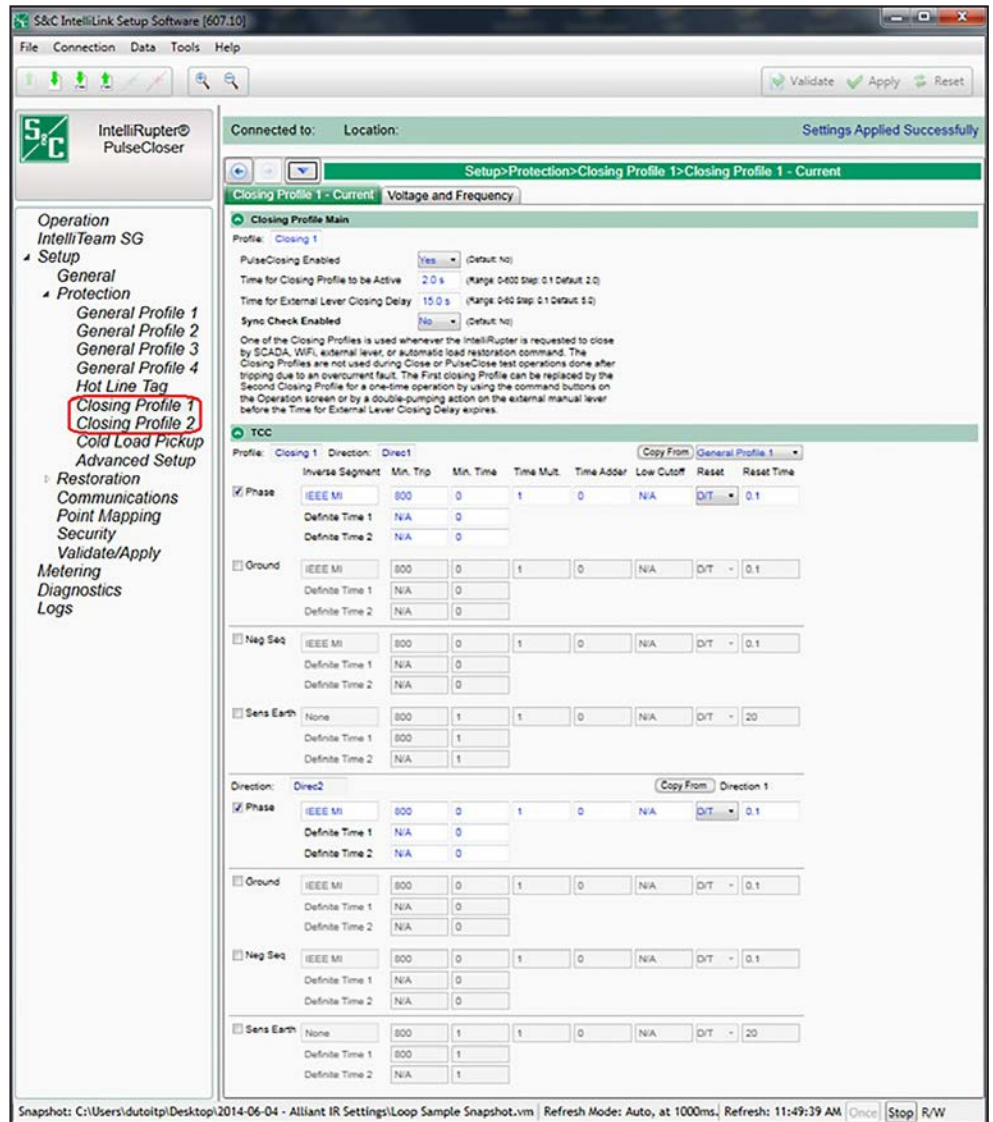 S&C IntelliLink Setup Software [607.10]
File Connection Data Tools Help
Validate Apply Reset
S&C
IntelliRupter®
PulseCloser
Connected to: Location: Settings Applied Successfully
Setup>Protection>Closing Profile 1>Closing Profile 1 - Current
Closing Profile 1 - Current Voltage and Frequency
Operation
IntelliTeam SG
Setup
General
Protection
General Profile 1
General Profile 2
General Profile 3
General Profile 4
Hot Line Tag
Closing Profile 1
Closing Profile 2
Cold Load Pickup
Advanced Setup
Restoration
Communications
Point Mapping
Security
Validate/Apply
Metering
Diagnostics
Logs
Closing Profile Main
Profile: Closing 1
PulseClosing Enabled Yes (Default: No)
Time for Closing Profile to be Active 2.0 s (Range: 0-600 Step: 0.1 Default: 2.0)
Time for External Lever Closing Delay 15.0 s (Range: 0-60 Step: 0.1 Default: 5.0)
Sync Check Enabled No (Default: No)
One of the Closing Profiles is used whenever the IntelliRupter is requested to close
by SCADA, WiFi, external lever, or automatic load restoration command. The
Closing Profiles are not used during Close or PulseClose test operations done after
tripping due to an overcurrent fault. The First closing Profile can be replaced by the
Second Closing Profile for a one-time operation by using the command buttons on
the Operation screen or by a double-pumping action on the external manual lever
before the Time for External Lever Closing Delay expires.
TCC
Profile: Closing 1 Direction: Direc1 Copy From General Profile 1
Inverse Segment Min. Trip Min. Time Time Mult. Time Adder Low Cutoff Reset Reset Time
Phase IEEE MI 800 0 1 0 N/A D/T 0.1
Definite Time 1 N/A 0
Definite Time 2 N/A 0
Ground IEEE MI 800 0 1 0 N/A D/T 0.1
Definite Time 1 N/A 0
Definite Time 2 N/A 0
Neg Seq IEEE MI 800 0 1 0 N/A D/T 0.1
Definite Time 1 N/A 0
Definite Time 2 N/A 0
Sens Earth None 800 1 1 0 N/A D/T 20
Definite Time 1 800 1
Definite Time 2 N/A 1
Direction: Direc2 Copy From Direction 1
Phase IEEE MI 800 0 1 0 N/A D/T 0.1
Definite Time 1 N/A 0
Definite Time 2 N/A 0
Ground IEEE MI 800 0 1 0 N/A D/T 0.1
Definite Time 1 N/A 0
Definite Time 2 N/A 0
Neg Seq IEEE MI 800 0 1 0 N/A D/T 0.1
Definite Time 1 N/A 0
Definite Time 2 N/A 0
Sens Earth None 800 1 1 0 N/A D/T 20
Definite Time 1 800 1
Definite Time 2 N/A 1
Snapshot: C:\Users\dutoitp\Desktop\2014-06-04 - Alliant IR Settings\Loop Sample Snapshot.vm Refresh Mode: Auto, at 1000ms. Refresh: 11:49:39 AM Once Stop R/W